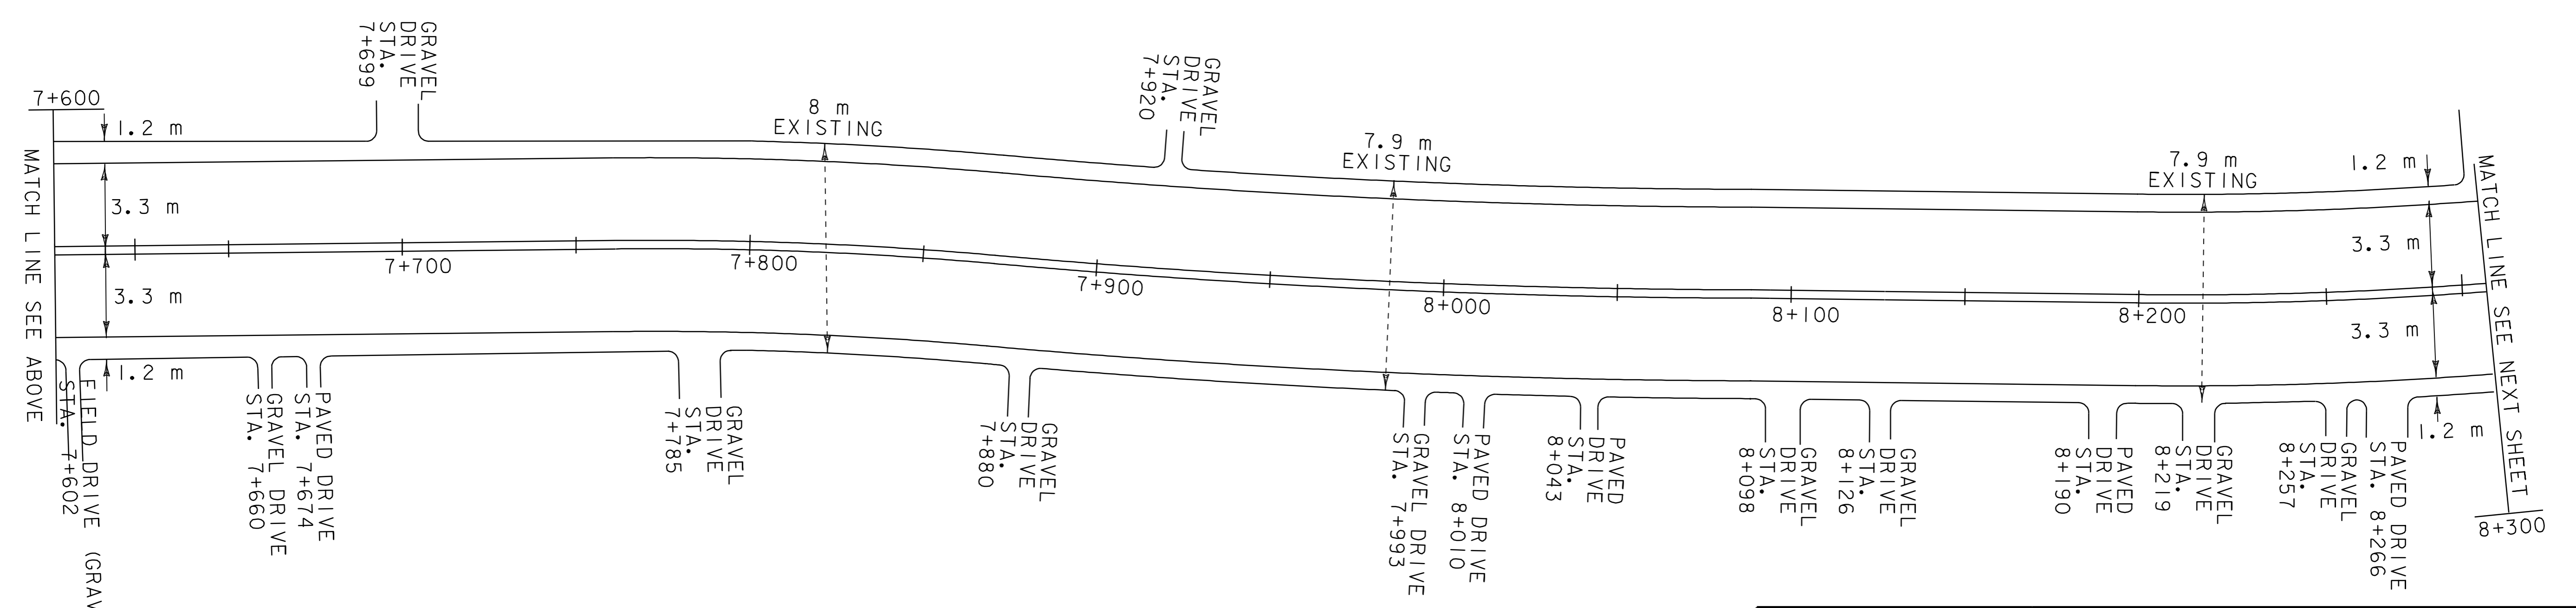 GRAVEL
DRIVE
STA.
7+699
GRAVEL
DRIVE
STA.
7+920
7+600
1.2 m
8 m
EXISTING
7.9 m
EXISTING
7.9 m
EXISTING
1.2 m
MATCH LINE SEE ABOVE
3.3 m
3.3 m
1.2 m
7+700
7+800
7+900
8+000
8+100
8+200
3.3 m
3.3 m
1.2 m
MATCH LINE SEE NEXT SHEET
8+300
FIELD DRIVE (GRAV
STA. 7+602
GRAVEL DRIVE
STA. 7+660
PAVED DRIVE
STA. 7+674
GRAVEL
DRIVE
STA.
7+785
GRAVEL
DRIVE
STA.
7+880
GRAVEL DRIVE
STA. 7+993
PAVED DRIVE
STA. 8+010
PAVED
DRIVE
STA.
8+043
GRAVEL
DRIVE
STA.
8+098
GRAVEL
DRIVE
STA.
8+126
PAVED
DRIVE
STA.
8+190
GRAVEL
DRIVE
STA.
8+219
GRAVEL
DRIVE
STA.
8+257
PAVED DRIVE
STA. 8+266